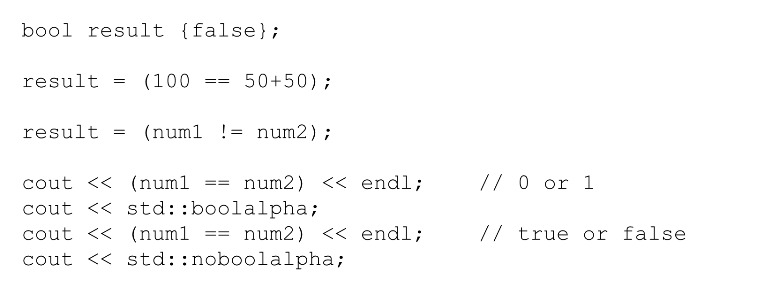 bool result {false};
result = (100 == 50+50);
result = (num1 != num2);
cout << (num1 == num2) << endl;    // 0 or 1
cout << std::boolalpha;
cout << (num1 == num2) << endl;    // true or false
cout << std::noboolalpha;